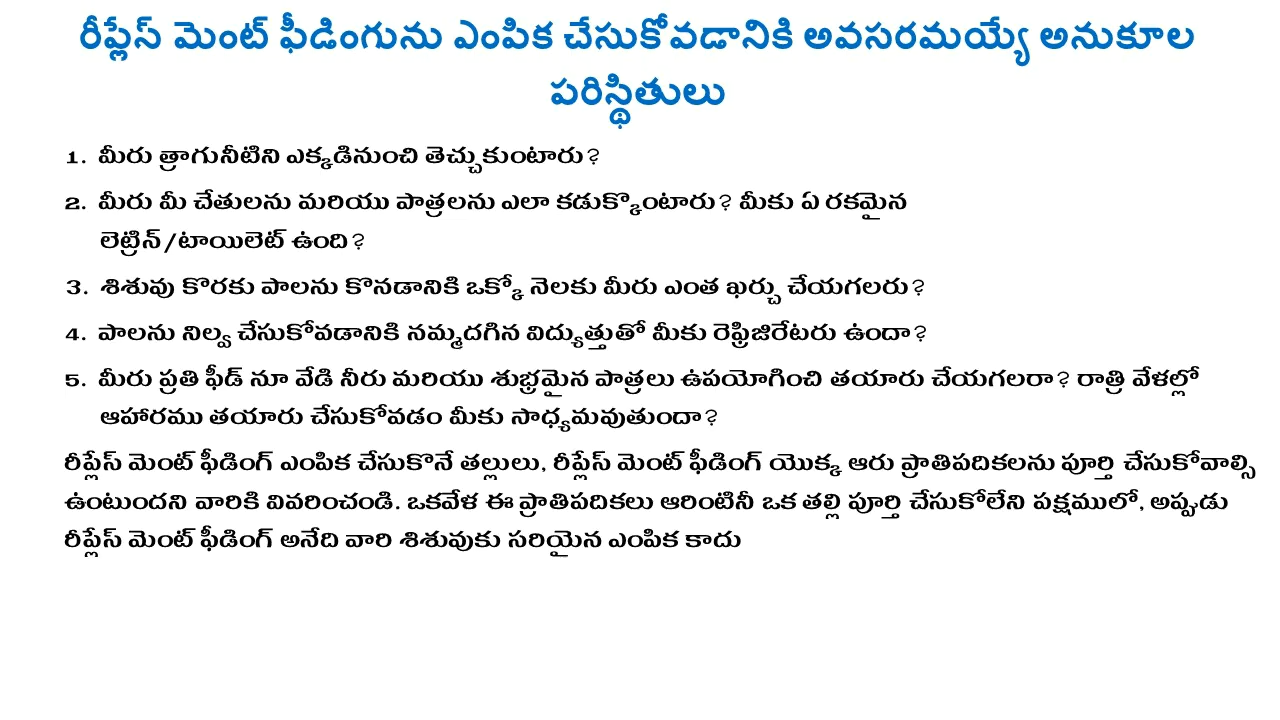 రీప్లేస్ మెంట్ ఫీడింగును ఎంపిక చేసుకోవడానికి అవసరమయ్యే అనుకూల
పరిస్థితులు
1. మీరు త్రాగునీటిని ఎక్కడినుంచి తెచ్చుకుంటారు?
2. మీరు మీ చేతులను మరియు పాత్రలను ఎలా కడుక్కొంటారు? మీకు ఏ రకమైన
లెట్రిన్/టాయిలెట్ ఉంది?
3. శిశువు కొరకు పాలను కొనడానికి ఒక్కో నెలకు మీరు ఎంత ఖర్చు చేయగలరు?
4. పాలను నిల్వ చేసుకోవడానికి నమ్మదగిన విద్యుత్తుతో మీకు రెఫ్రిజిరేటరు ఉందా?
5. మీరు ప్రతి ఫీడ్ నూ వేడి నీరు మరియు శుభ్రమైన పాత్రలు ఉపయోగించి తయారు చేయగలరా? రాత్రి వేళల్లో
ఆహారము తయారు చేసుకోవడం మీకు సాధ్యమవుతుందా?
రీప్లేస్ మెంట్ ఫీడింగ్ ఎంపిక చేసుకొనే తల్లులు, రీప్లేస్ మెంట్ ఫీడింగ్ యొక్క ఆరు ప్రాతిపదికలను పూర్తి చేసుకోవాల్సి
ఉంటుందని వారికి వివరించండి. ఒకవేళ ఈ ప్రాతిపదికలు ఆరింటినీ ఒక తల్లి పూర్తి చేసుకోలేని పక్షములో, అప్పుడు
రీప్లేస్ మెంట్ ఫీడింగ్ అనేది వారి శిశువుకు సరియైన ఎంపిక కాదు